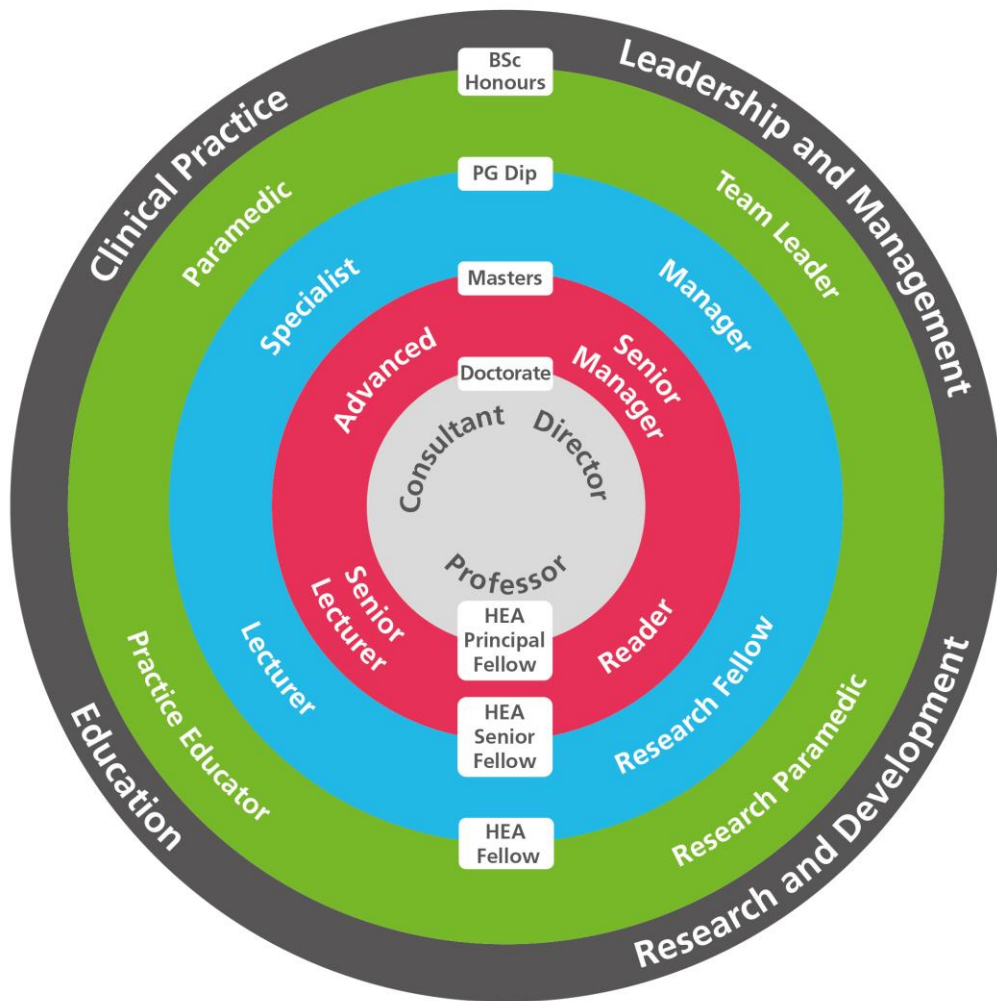 BSc
Honours
Clinical Practice
Leadership and Management
PG Dip
Paramedic
Team Leader
Masters
Specialist
Manager
Doctorate
Advanced
Senior
Manager
Consultant
Director
Professor
HEA
Principal
Fellow
Senior
Lecturer
Reader
HEA
Senior
Fellow
Lecturer
Research Fellow
HEA
Fellow
Practice Educator
Research Paramedic
Education
Research and Development